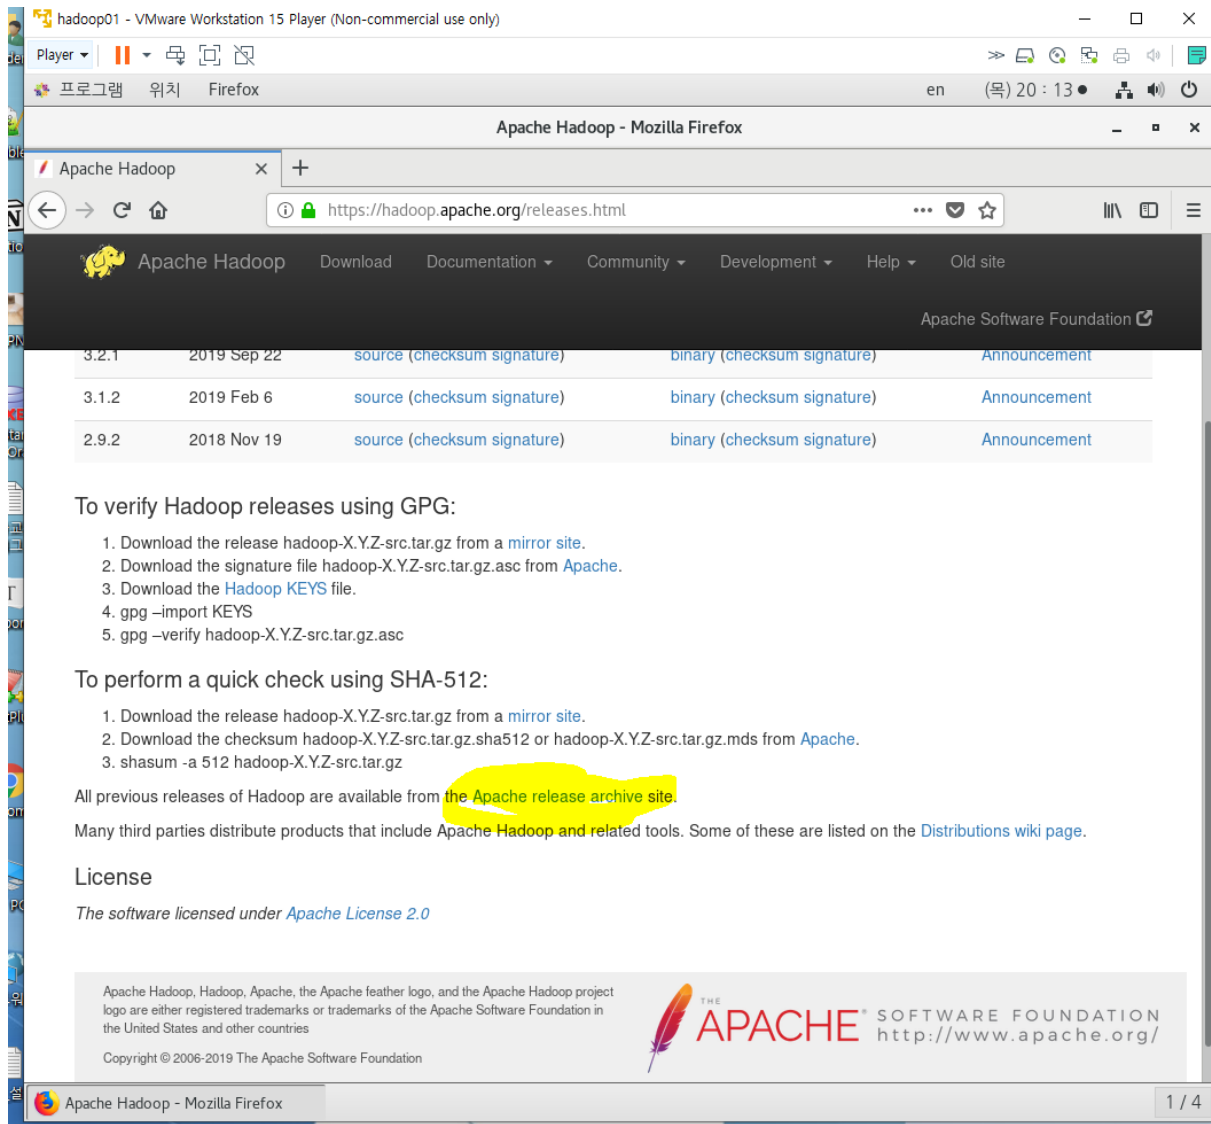 hadoop01 - VMware Workstation 15 Player (Non-commercial use only)
Player
프로그램 위치 Firefox en (목) 20 : 13
Apache Hadoop - Mozilla Firefox
Apache Hadoop
https://hadoop.apache.org/releases.html
Apache Hadoop Download Documentation Community Development Help Old site
Apache Software Foundation
3.2.1 2019 Sep 22 source (checksum signature) binary (checksum signature) Announcement
3.1.2 2019 Feb 6 source (checksum signature) binary (checksum signature) Announcement
2.9.2 2018 Nov 19 source (checksum signature) binary (checksum signature) Announcement
To verify Hadoop releases using GPG:
1. Download the release hadoop-X.Y.Z-src.tar.gz from a mirror site.
2. Download the signature file hadoop-X.Y.Z-src.tar.gz.asc from Apache.
3. Download the Hadoop KEYS file.
4. gpg –import KEYS
5. gpg –verify hadoop-X.Y.Z-src.tar.gz.asc
To perform a quick check using SHA-512:
1. Download the release hadoop-X.Y.Z-src.tar.gz from a mirror site.
2. Download the checksum hadoop-X.Y.Z-src.tar.gz.sha512 or hadoop-X.Y.Z-src.tar.gz.mds from Apache.
3. shasum -a 512 hadoop-X.Y.Z-src.tar.gz
All previous releases of Hadoop are available from the Apache release archive site.
Many third parties distribute products that include Apache Hadoop and related tools. Some of these are listed on the Distributions wiki page.
License
The software licensed under Apache License 2.0
Apache Hadoop, Hadoop, Apache, the Apache feather logo, and the Apache Hadoop project
logo are either registered trademarks or trademarks of the Apache Software Foundation in
the United States and other countries
Copyright © 2006-2019 The Apache Software Foundation
THE
APACHE® SOFTWARE FOUNDATION
http://www.apache.org/
Apache Hadoop - Mozilla Firefox 1 / 4